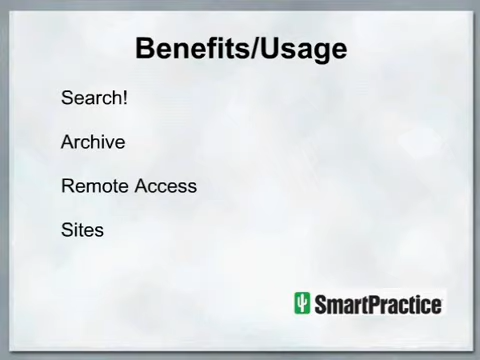 Benefits/Usage
Search!
Archive
Remote Access
Sites
SmartPractice